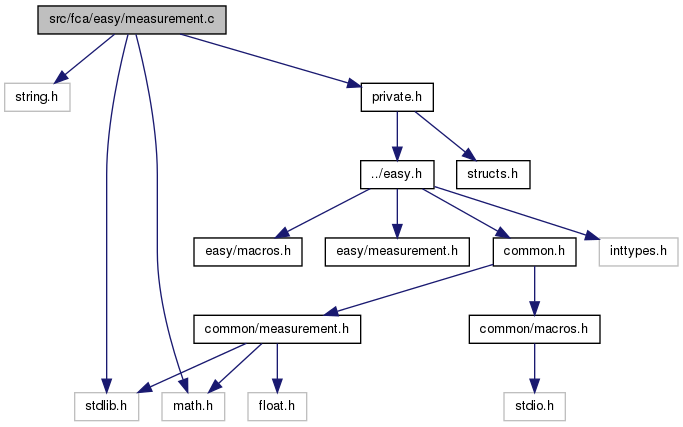 src/fca/easy/measurement.c
string.h
private.h
../easy.h
structs.h
easy/macros.h
easy/measurement.h
common.h
inttypes.h
common/measurement.h
common/macros.h
stdlib.h
math.h
float.h
stdio.h